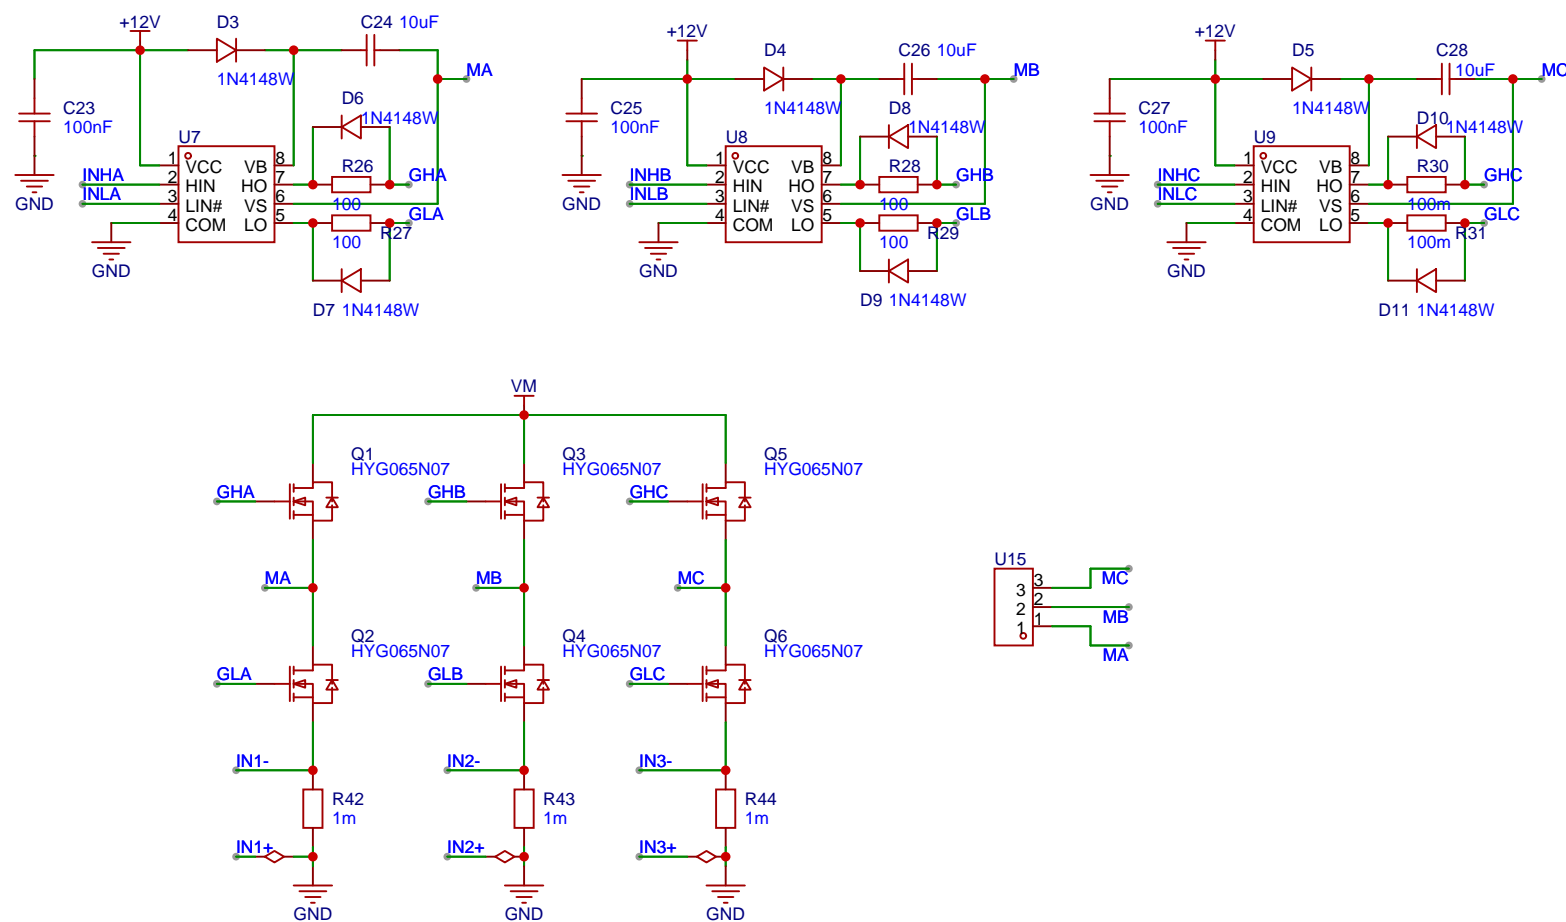 +12V
D3
1N4148W
C24 10uF
MA
C23
100nF
D6
1N4148W
U7
1 VCC VB 8
2 HIN HO 7
3 LIN# VS 6
4 COM LO 5
INHA
INLA
R26
100
GHA
GLA
R27
100
GND
GND
D7 1N4148W
+12V
D4
1N4148W
C26 10uF
MB
C25
100nF
D8
1N4148W
U8
1 VCC VB 8
2 HIN HO 7
3 LIN# VS 6
4 COM LO 5
INHB
INLB
R28
100
GHB
GLB
R29
100
GND
GND
D9 1N4148W
+12V
D5
1N4148W
C28
10uF
MC
C27
100nF
D10
1N4148W
U9
1 VCC VB 8
2 HIN HO 7
3 LIN# VS 6
4 COM LO 5
INHC
INLC
R30
100m
GHC
GLC
R31
100m
GND
GND
D11 1N4148W
VM
Q1
HYG065N07
Q3
HYG065N07
Q5
HYG065N07
GHA
GHB
GHC
MA
MB
MC
Q2
HYG065N07
Q4
HYG065N07
Q6
HYG065N07
GLA
GLB
GLC
IN1-
IN2-
IN3-
R42
1m
R43
1m
R44
1m
IN1+
IN2+
IN3+
GND
GND
GND
U15
3 3 MC
2 2 MB
1 1 MA